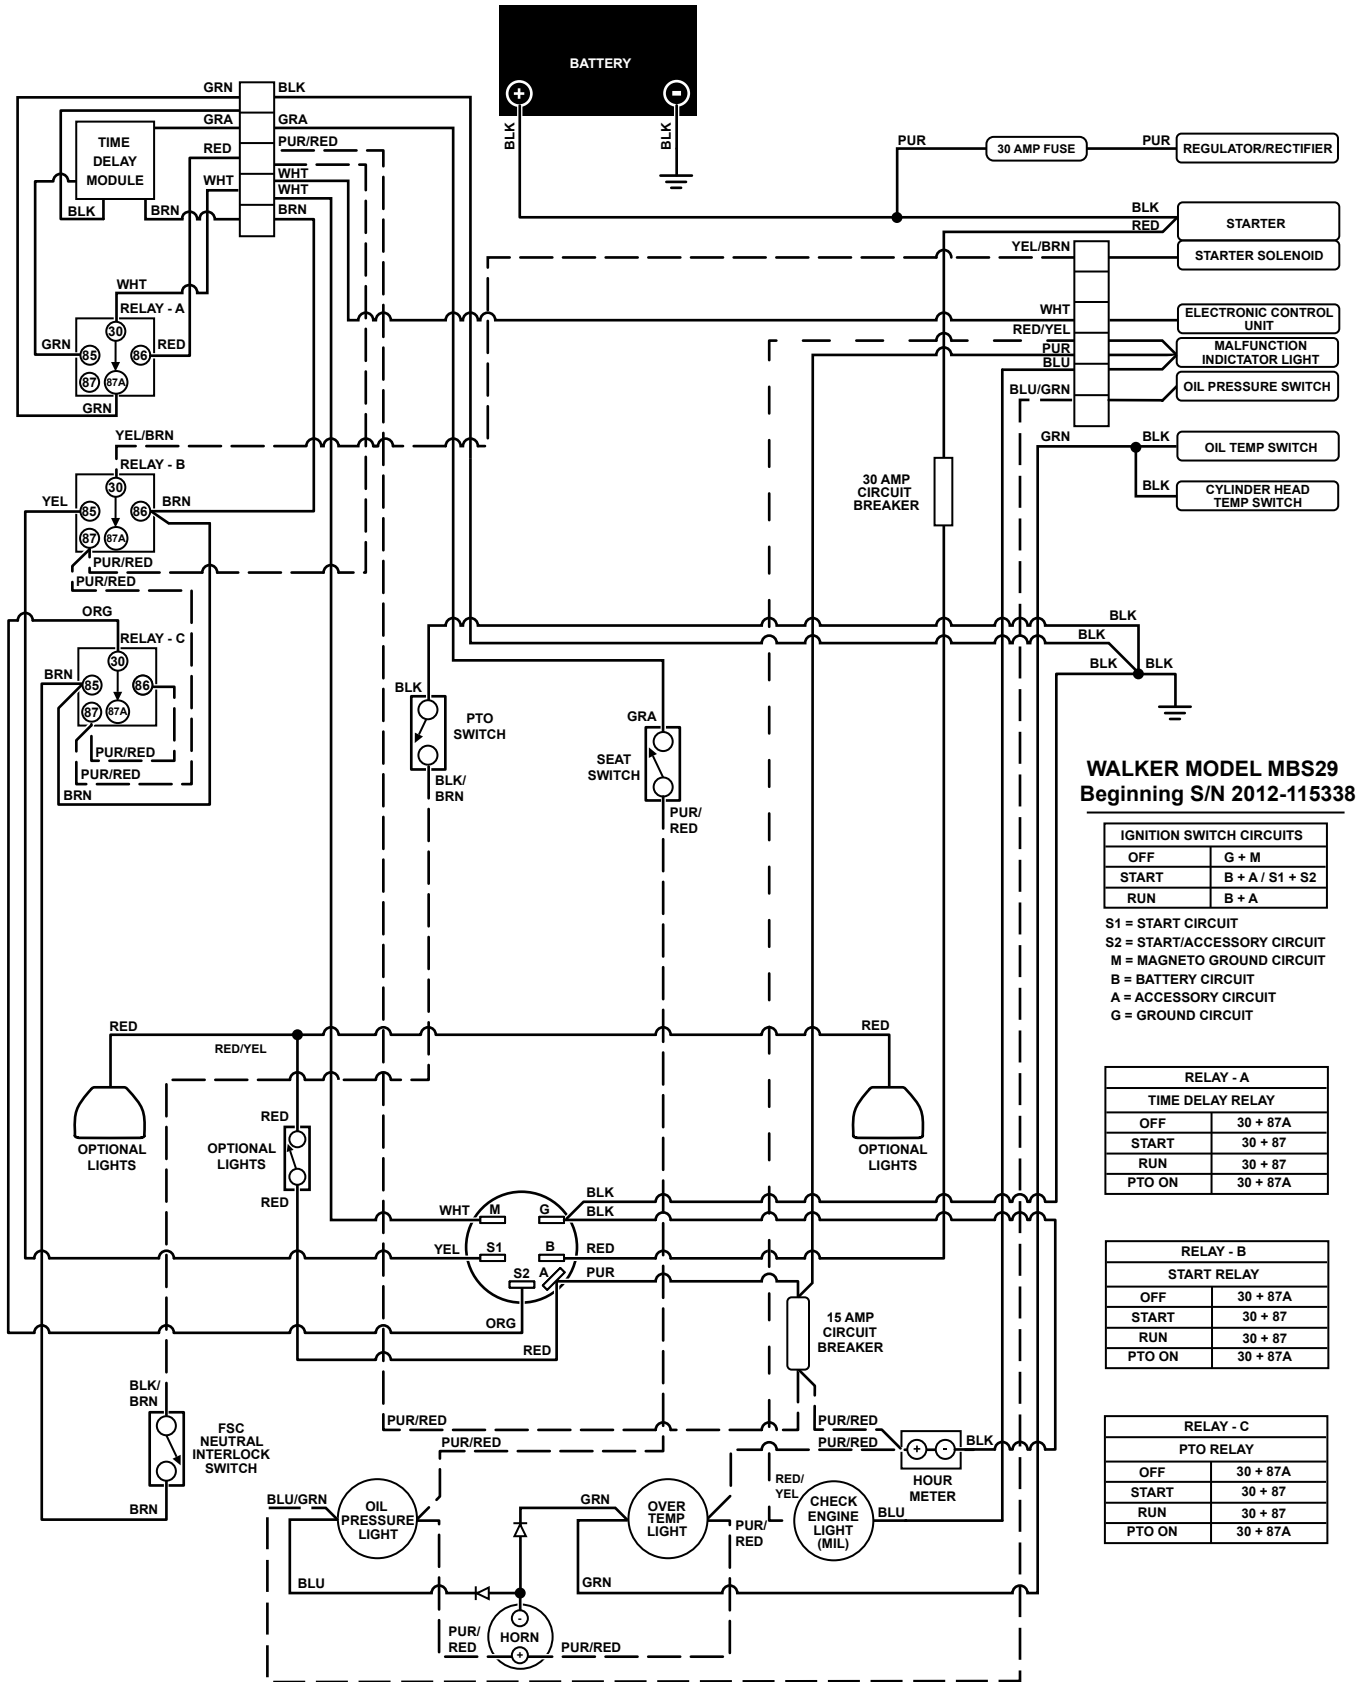 BATTERY
+
-
BLK
BLK
GRN
BLK
GRA
GRA
PUR/RED
RED
WHT
WHT
WHT
BLK
BRN
BRN
TIME
DELAY
MODULE
PUR
30 AMP FUSE
PUR
REGULATOR/RECTIFIER
BLK
RED
STARTER
YEL/BRN
STARTER SOLENOID
WHT
ELECTRONIC CONTROL
UNIT
RED/YEL
PUR
BLU
MALFUNCTION
INDICTATOR LIGHT
BLU/GRN
OIL PRESSURE SWITCH
GRN
BLK
OIL TEMP SWITCH
BLK
CYLINDER HEAD
TEMP SWITCH
WHT
RELAY - A
30
GRN
85
86
RED
87
87A
GRN
YEL/BRN
RELAY - B
30
YEL
85
86
BRN
87
87A
PUR/RED
PUR/RED
30 AMP
CIRCUIT
BREAKER
ORG
RELAY - C
30
BRN
85
86
87
87A
PUR/RED
PUR/RED
BRN
BLK
BLK
BLK
BLK
BLK
PTO
SWITCH
BLK/
BRN
GRA
SEAT
SWITCH
PUR/
RED
WALKER MODEL MBS29
Beginning S/N 2012-115338
IGNITION SWITCH CIRCUITS
OFF G + M
START B + A / S1 + S2
RUN B + A
S1 = START CIRCUIT
S2 = START/ACCESSORY CIRCUIT
M = MAGNETO GROUND CIRCUIT
B = BATTERY CIRCUIT
A = ACCESSORY CIRCUIT
G = GROUND CIRCUIT
RED
RED/YEL
RED
OPTIONAL
LIGHTS
RED
OPTIONAL
LIGHTS
RED
OPTIONAL
LIGHTS
WHT
M
G
BLK
BLK
YEL
S1
B
RED
S2
A
PUR
ORG
RED
15 AMP
CIRCUIT
BREAKER
RELAY - A
TIME DELAY RELAY
OFF 30 + 87A
START 30 + 87
RUN 30 + 87
PTO ON 30 + 87A
RELAY - B
START RELAY
OFF 30 + 87A
START 30 + 87
RUN 30 + 87
PTO ON 30 + 87A
RELAY - C
PTO RELAY
OFF 30 + 87A
START 30 + 87
RUN 30 + 87
PTO ON 30 + 87A
BLK/
BRN
FSC
NEUTRAL
INTERLOCK
SWITCH
BRN
PUR/RED
PUR/RED
PUR/RED
PUR/RED
+
-
BLK
HOUR
METER
BLU/GRN
OIL
PRESSURE
LIGHT
GRN
OVER
TEMP
LIGHT
PUR/
RED
RED/
YEL
CHECK
ENGINE
LIGHT
(MIL)
BLU
BLU
GRN
-
HORN
+
PUR/
RED
PUR/RED